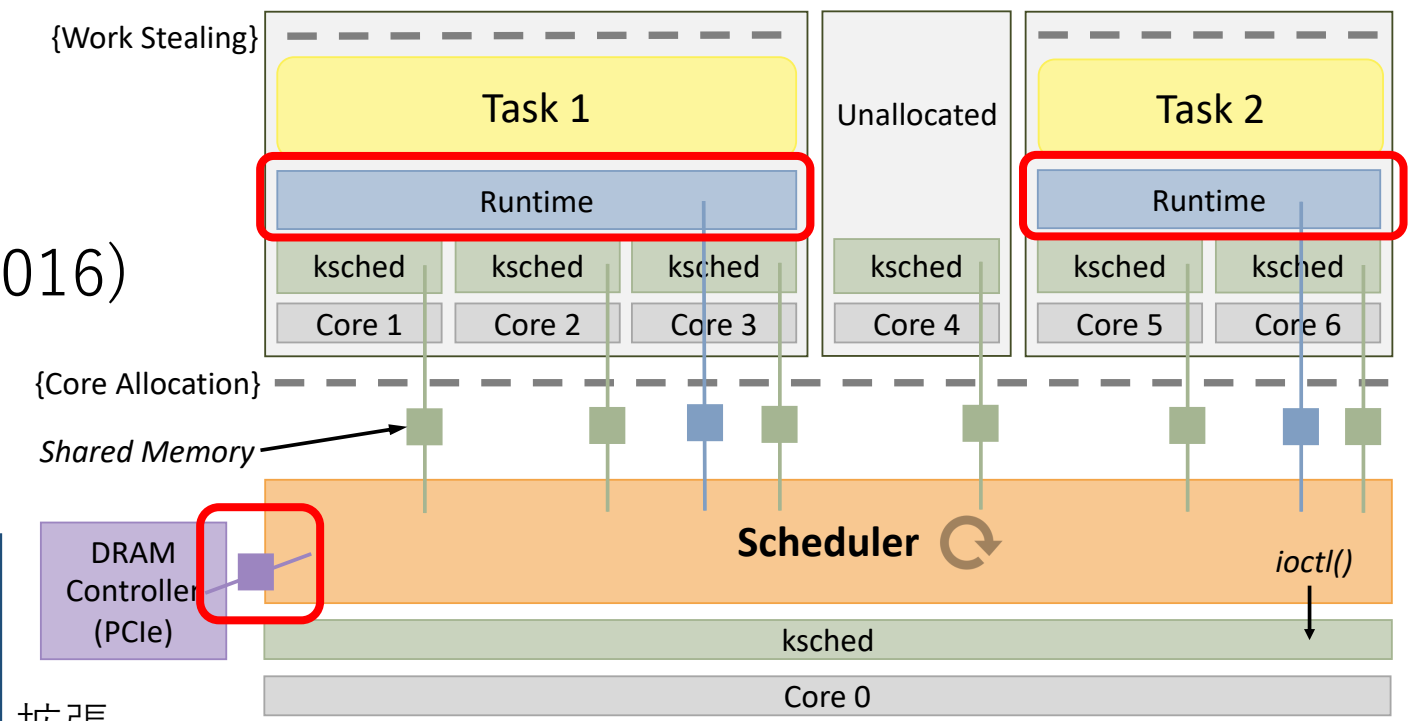 {Work Stealing}
Task 1
Unallocated
Task 2
Runtime
Runtime
016)
ksched
ksched
ksched
ksched
ksched
ksched
Core 1
Core 2
Core 3
Core 4
Core 5
Core 6
{Core Allocation}
Shared Memory
DRAM
Controller
(PCIe)
Scheduler
ioctl()
ksched
Core 0
拡張